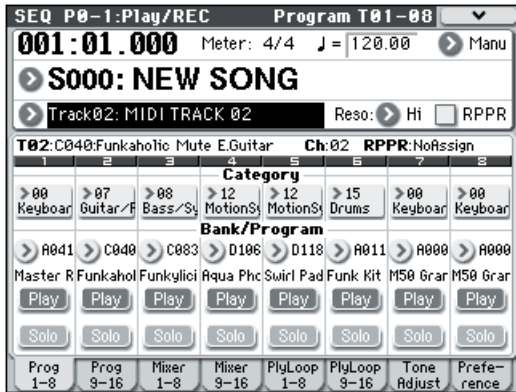 SEQ P0-1:Play/REC Program T01-08
001:01.000 Meter: 4/4 ♩= 120.00 Manu
S000: NEW SONG
Track02: MIDI TRACK 02 Reso: Hi RPPR
T02:C040:Funkaholic Mute E.Guitar Ch:02 RPPR:NoAssign
1 2 3 4 5 6 7 8
Category
00 07 08 12 12 15 00 00
Keyboar Guitar/F Bass/Sy MotionSy MotionSy Drums Keyboar Keyboar
Bank/Program
A041 C040 C083 D106 D118 A011 A000 A000
Master R Funkahol Funkylici Aqua Phc Swirl Pad Funk Kit M50 Grar M50 Grar
Play Play Play Play Play Play Play Play
Solo Solo Solo Solo Solo Solo Solo Solo
Prog 1-8 Prog 9-16 Mixer 1-8 Mixer 9-16 PlyLoop 1-8 PlyLoop 9-16 Tone Adjust Prefe-rence